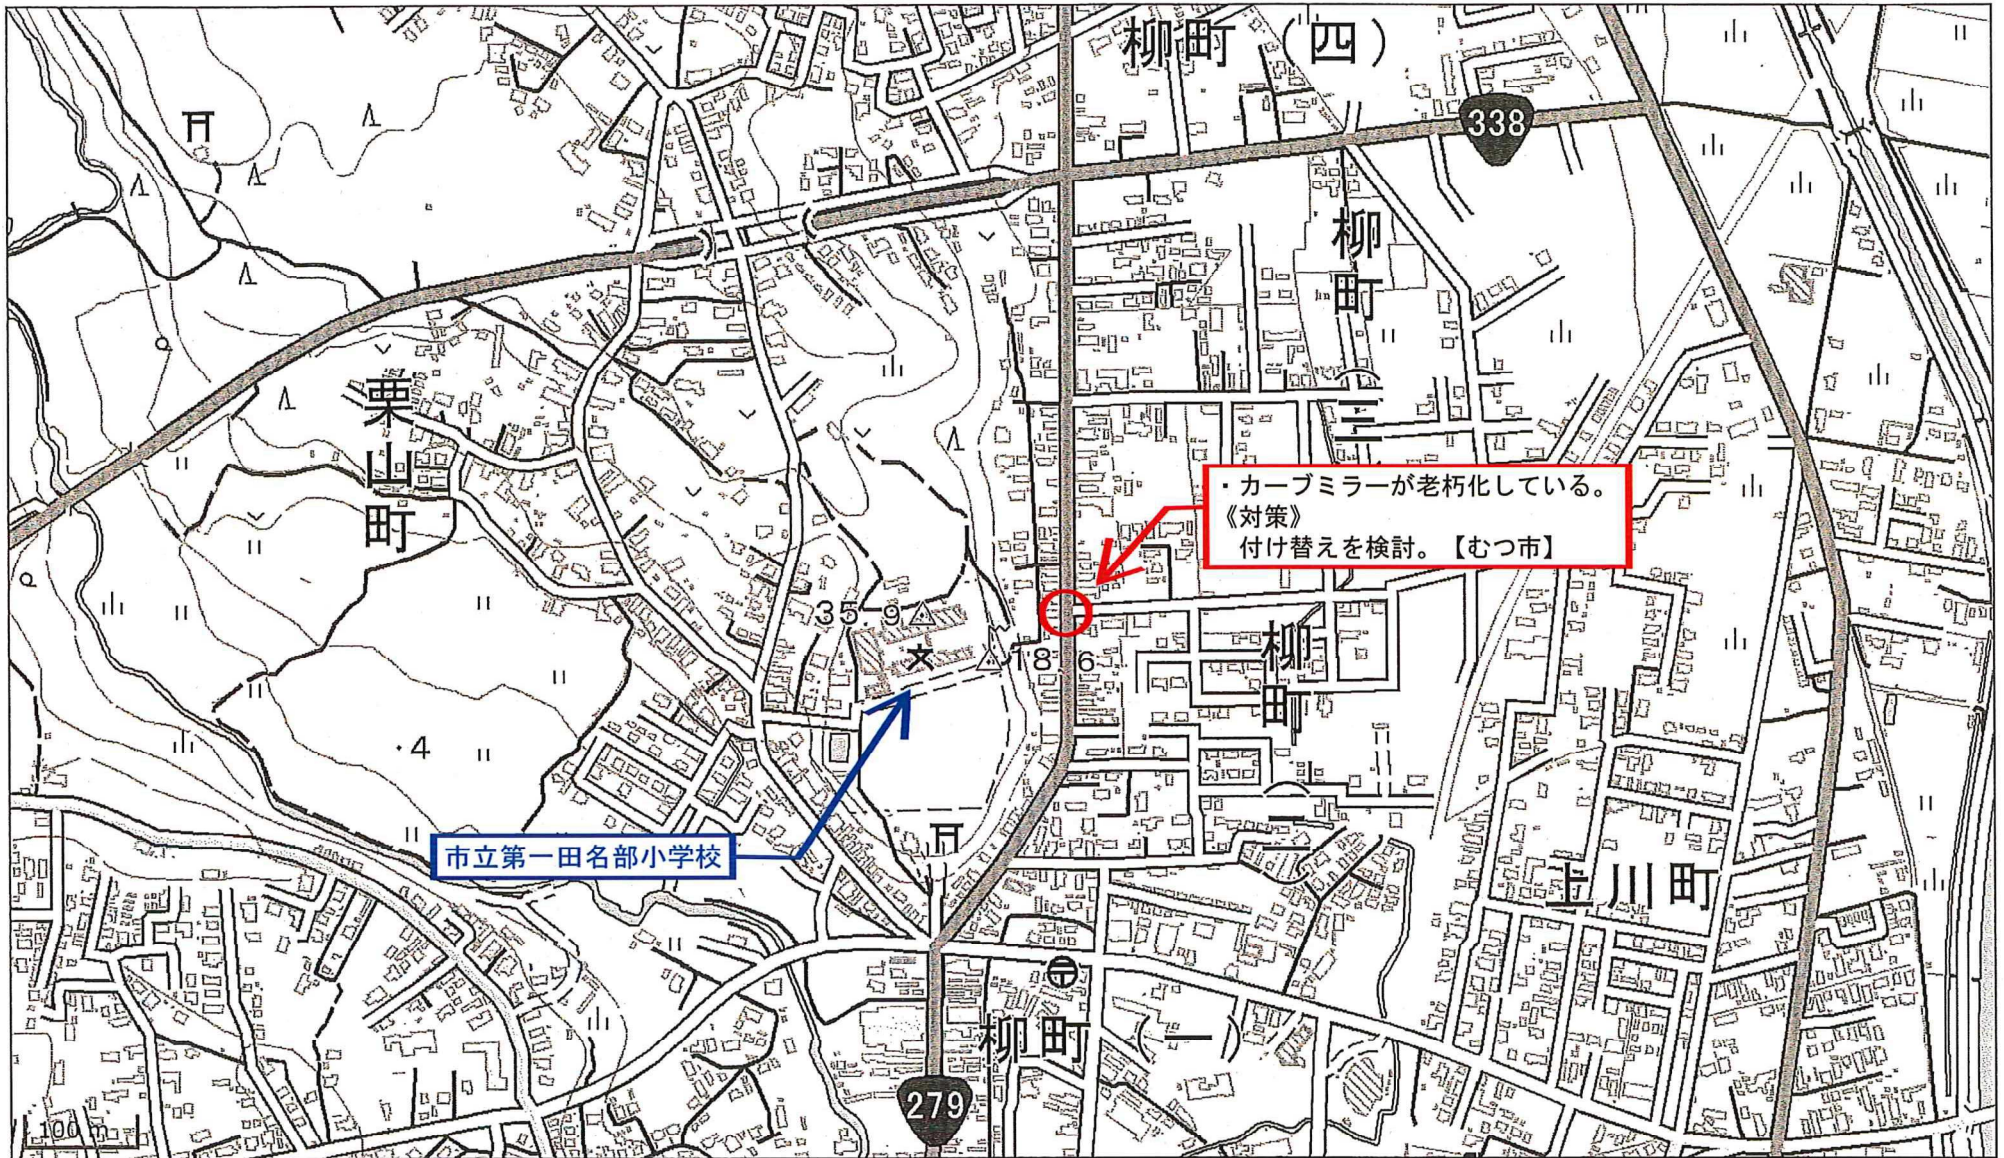 柳町（四）
338
柳町（三）
栗山町
・カーブミラーが老朽化している。
《対策》
付け替えを検討。【むつ市】
35.9
18.6
柳町（二）
・4
市立第一田名部小学校
上川町
柳町（一）
279
100m